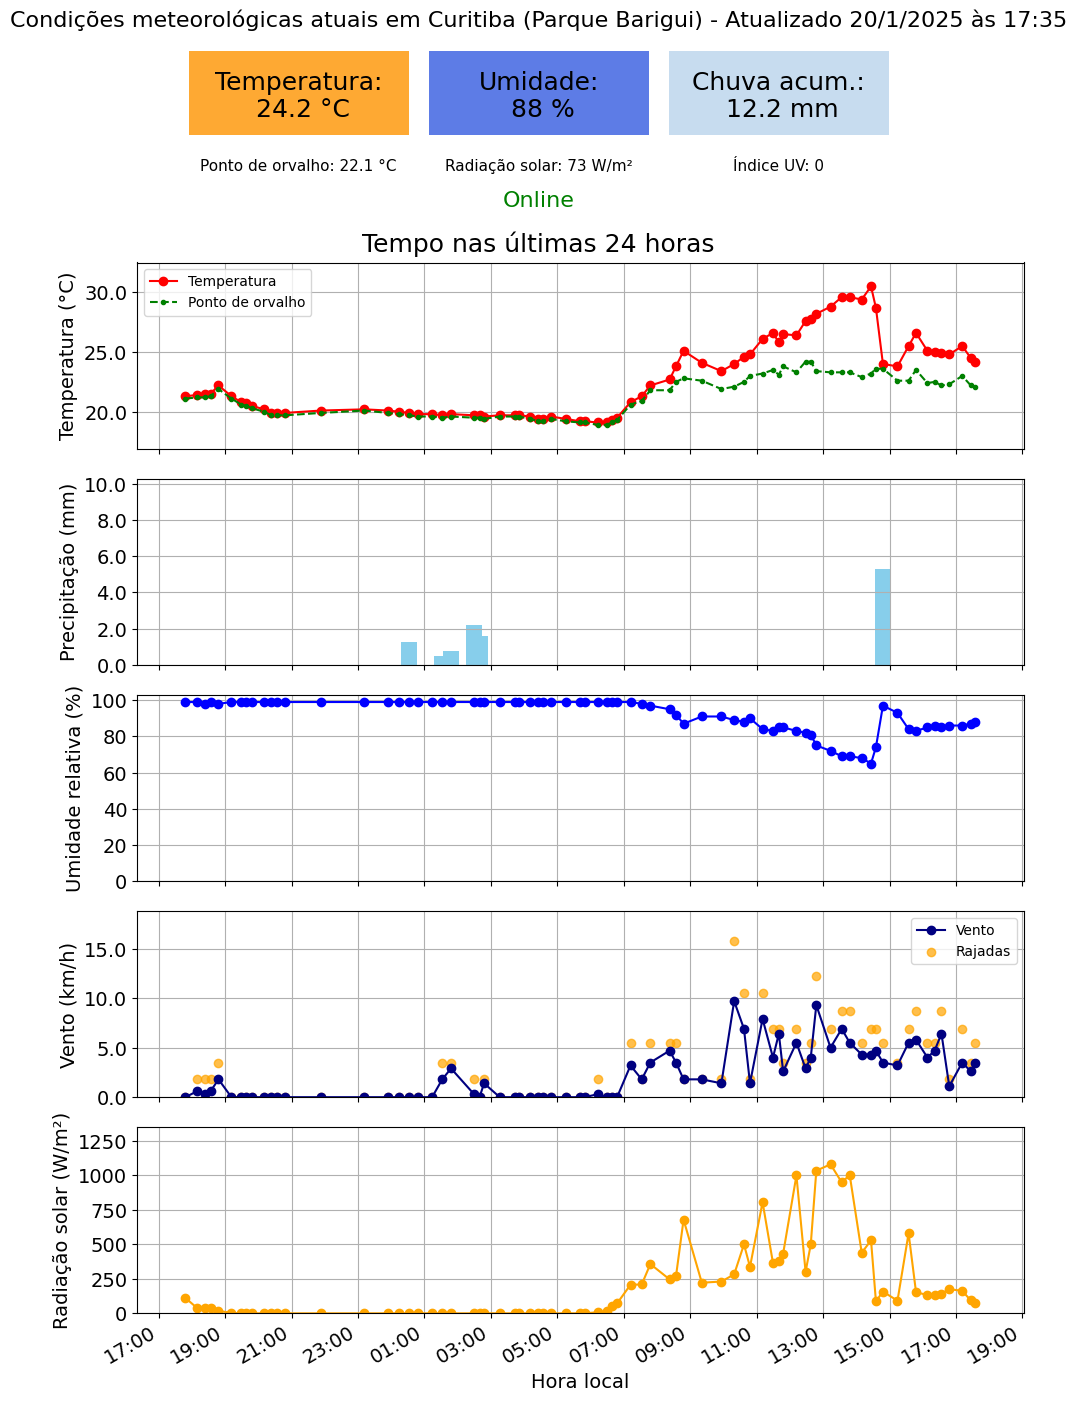 Condições meteorológicas atuais em Curitiba (Parque Barigui) - Atualizado 20/1/2025 às 17:35
Temperatura:
24.2 °C
Umidade:
88 %
Chuva acum.:
12.2 mm
Ponto de orvalho: 22.1 °C
Radiação solar: 73 W/m²
Índice UV: 0
Online
Tempo nas últimas 24 horas
Temperatura (°C)
30.0
25.0
20.0
Temperatura
Ponto de orvalho
Precipitação (mm)
10.0
8.0
6.0
4.0
2.0
0.0
Umidade relativa (%)
100
80
60
40
20
0
Vento (km/h)
15.0
10.0
5.0
0.0
Vento
Rajadas
Radiação solar (W/m²)
1250
1000
750
500
250
0
17:00
19:00
21:00
23:00
01:00
03:00
05:00
07:00
09:00
11:00
13:00
15:00
17:00
19:00
Hora local